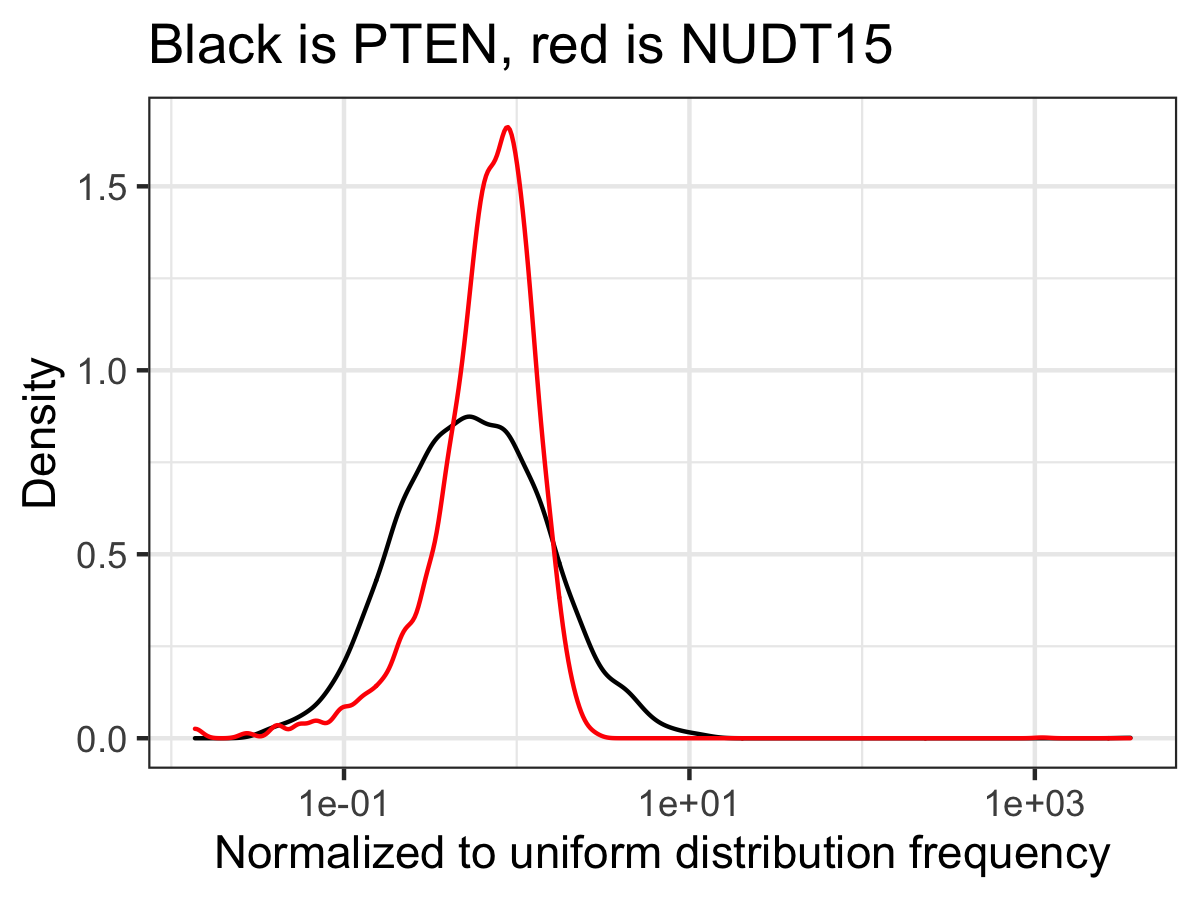 Black is PTEN, red is NUDT15
Density
1.5
1.0
0.5
0.0
1e-01
1e+01
1e+03
Normalized to uniform distribution frequency